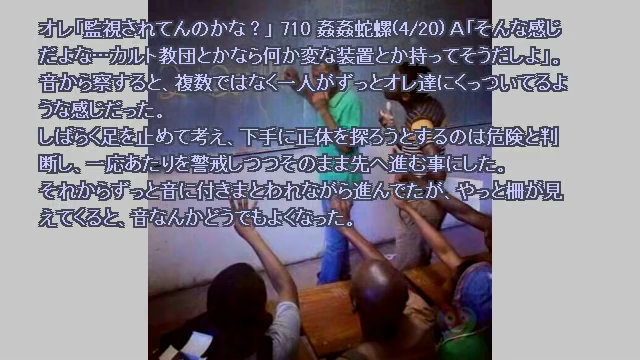 オレ「監視されてんのかな？」 710 姦姦蛇螺(4/20) Ａ「そんな感じ
だよな…カルト教団とかなら何か変な装置とか持ってそうだしよ」。
音から察すると、複数ではなく一人がずっとオレ達にくっついてるよ
うな感じだった。
しばらく足を止めて考え、下手に正体を探ろうとするのは危険と判
断し、一応あたりを警戒しつつそのまま先へ進む事にした。
それからずっと音に付きまとわれながら進んでたが、やっと柵が見
えてくると、音なんかどうでもよくなった。